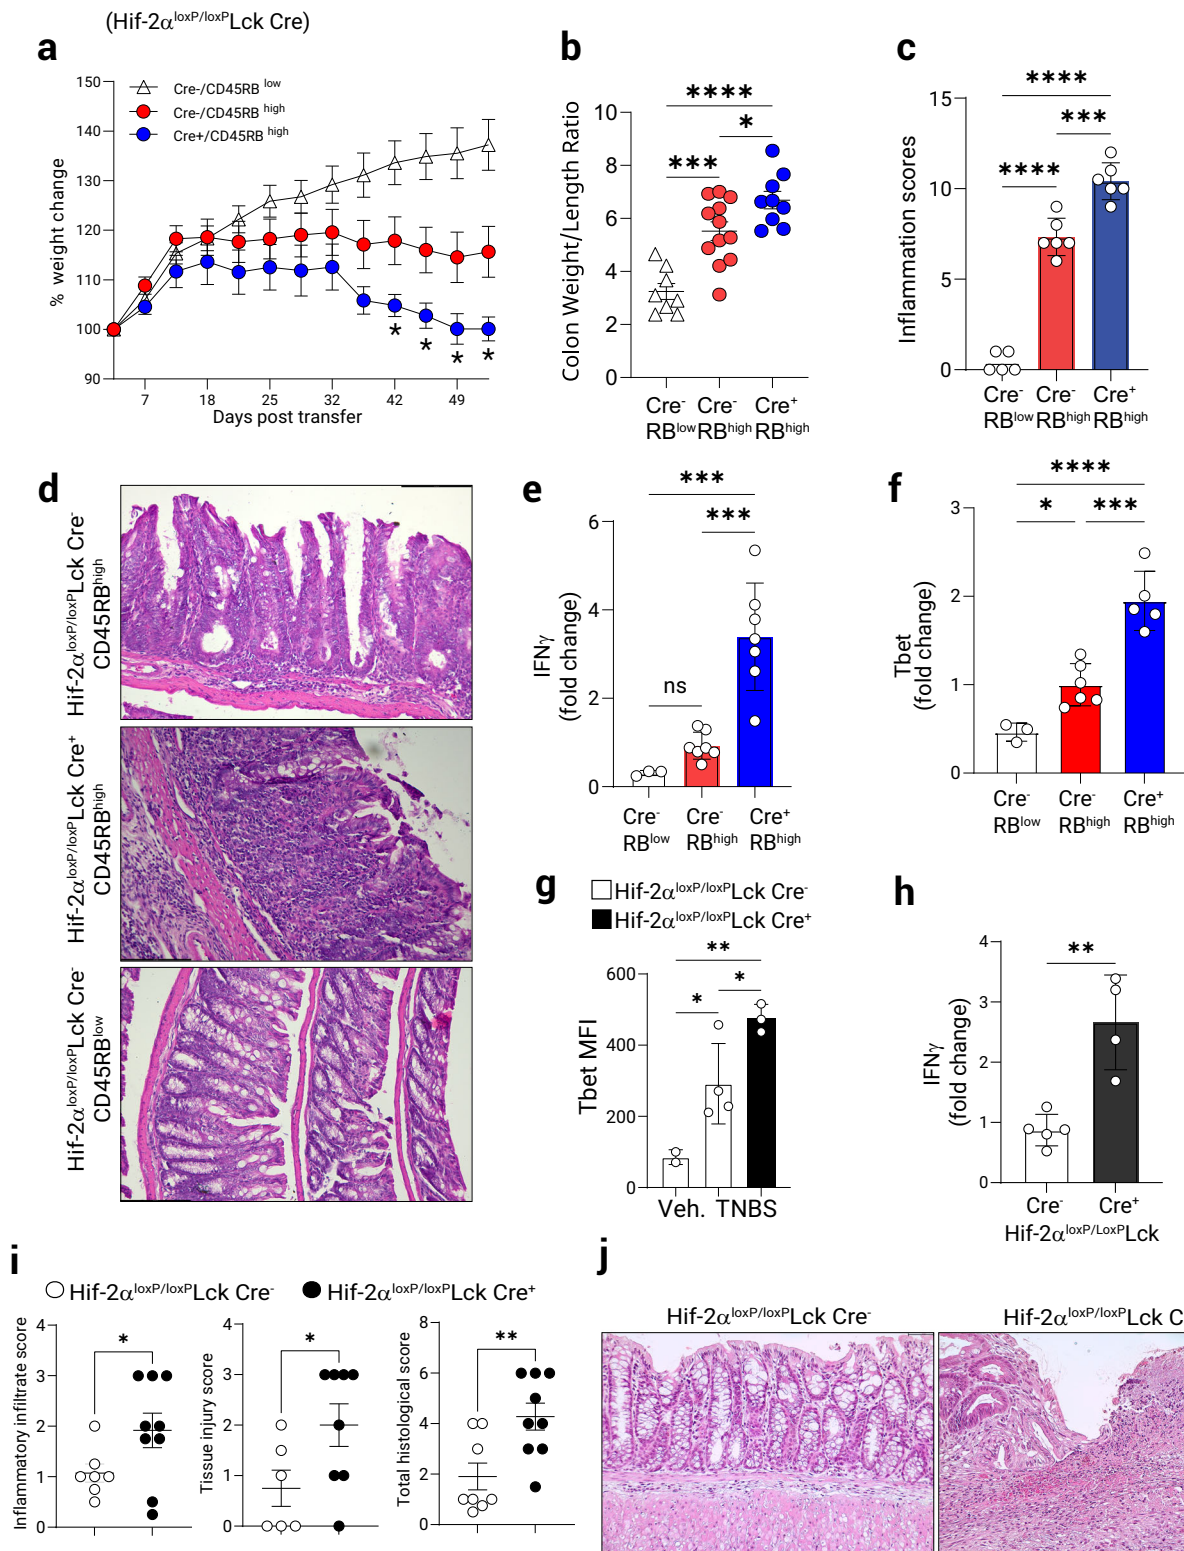 (Hif-2αloxP/loxPLck Cre)
a
150
140
130
120
110
100
90
% weight change
Cre-/CD45RB low
Cre-/CD45RB high
Cre+/CD45RB high
*
*
*
*
7
18
25
32
42
49
Days post transfer
b
Colon Weight/Length Ratio
10
8
6
4
2
0
****
*
***
Cre- Cre- Cre+
RBlow RBhigh RBhigh
c
Inflammation scores
15
10
5
0
****
***
****
Cre- Cre- Cre+
RBlow RBhigh RBhigh
d
Hif-2αloxP/loxPLck Cre-
CD45RBhigh
Hif-2αloxP/loxPLck Cre+
CD45RBhigh
Hif-2αloxP/loxPLck Cre-
CD45RBlow
e
IFNγ
(fold change)
6
4
2
0
***
***
ns
Cre- Cre- Cre+
RBlow RBhigh RBhigh
f
Tbet
(fold change)
3
2
1
0
****
* ***
Cre- Cre- Cre+
RBlow RBhigh RBhigh
g
Hif-2αloxP/loxPLck Cre-
Hif-2αloxP/loxPLck Cre+
Tbet MFI
600
400
200
0
**
*
*
Veh. TNBS
h
IFNγ
(fold change)
4
3
2
1
0
**
Cre- Cre+
Hif-2αloxP/LoxPLck
i
Hif-2αloxP/loxPLck Cre-
Hif-2αloxP/loxPLck Cre+
Inflammatory infiltrate score
4
3
2
1
0
*
Tissue injury score
4
3
2
1
0
*
Total histological score
8
6
4
2
0
**
j
Hif-2αloxP/loxPLck Cre-
Hif-2αloxP/loxPLck C